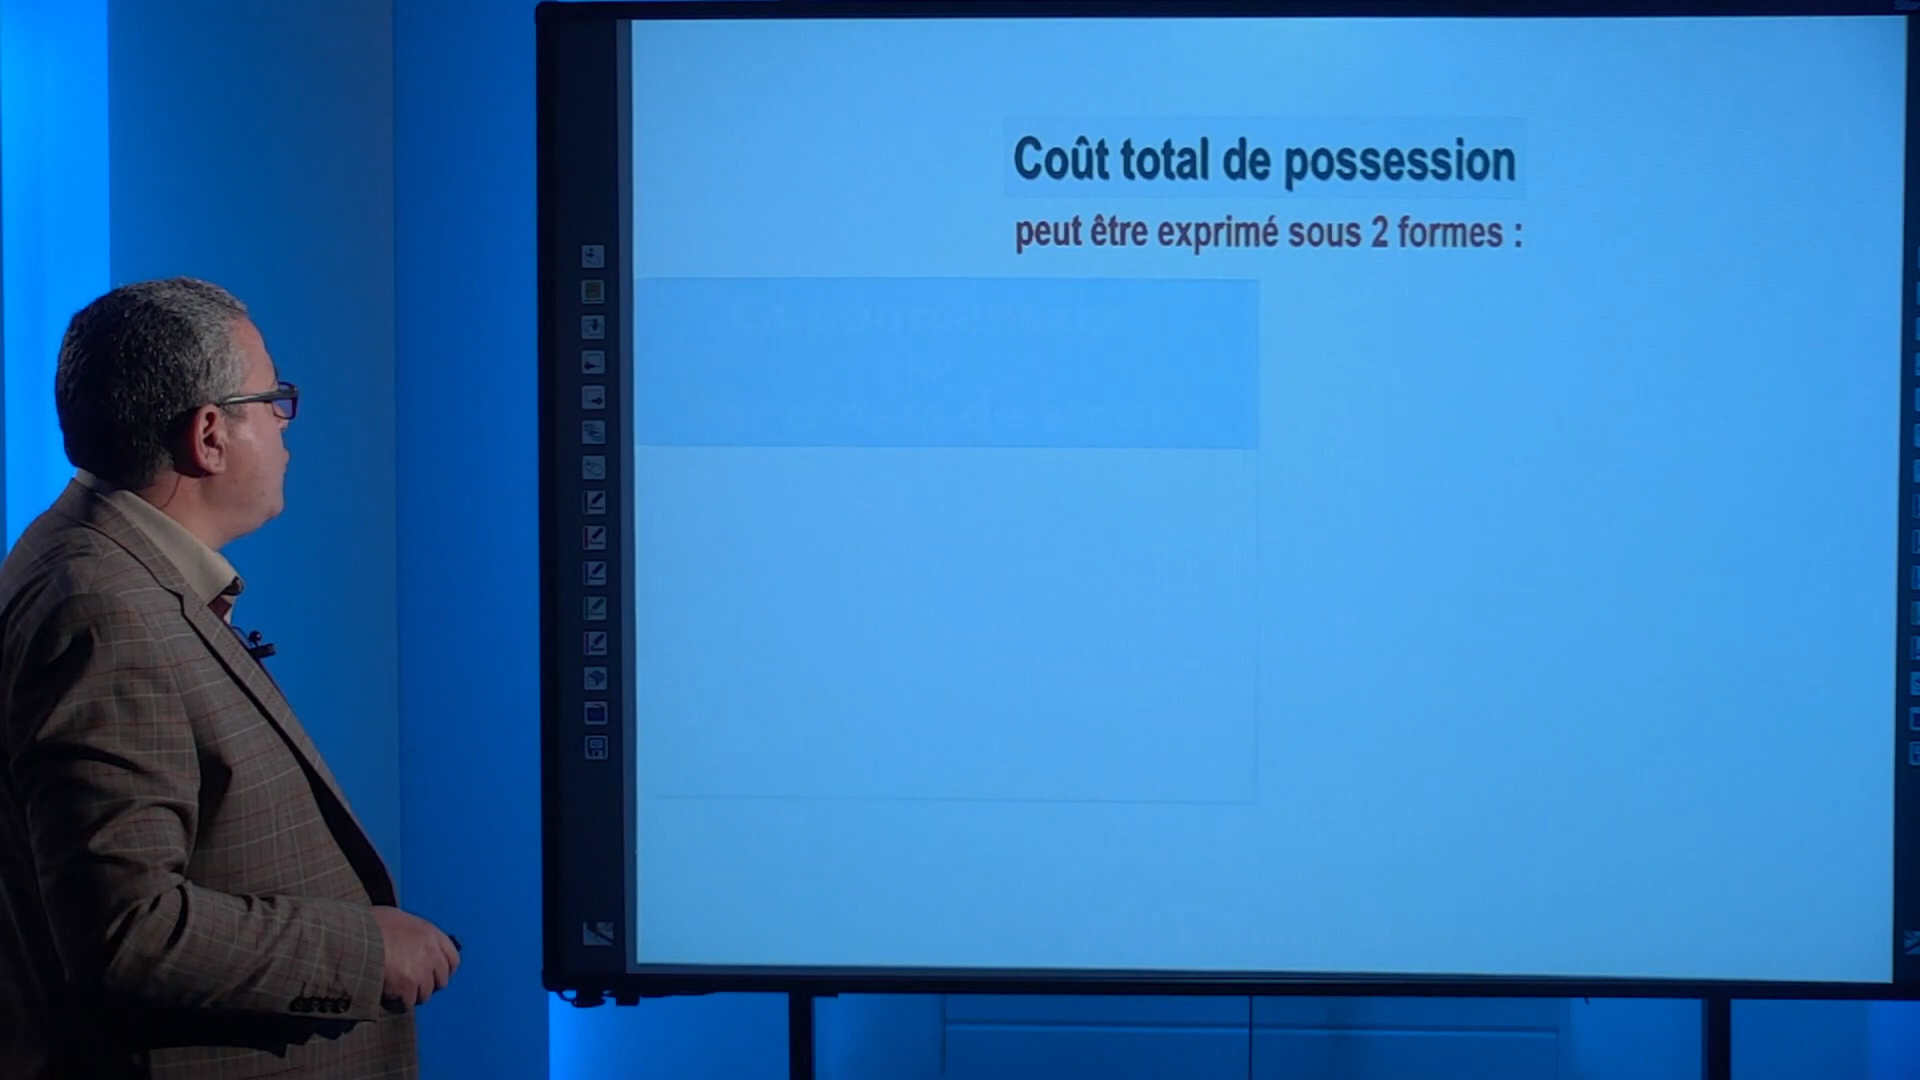 Coût total de possession
peut être exprimé sous 2 formes :